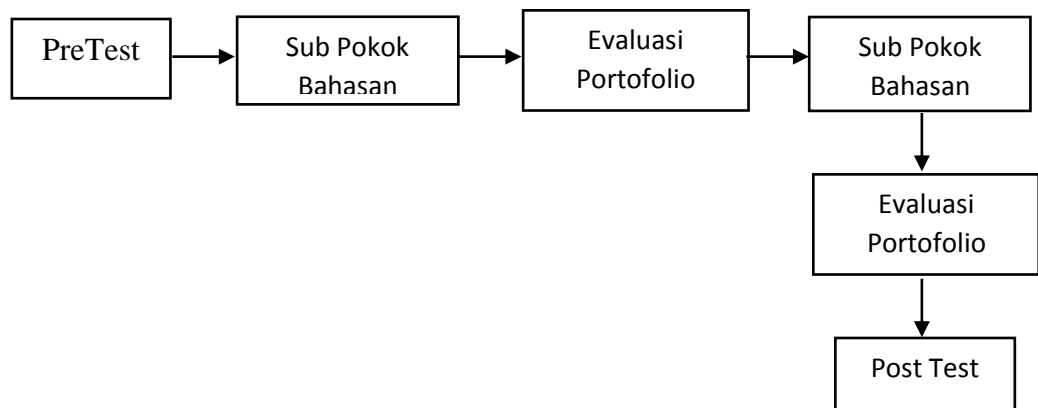 PreTest
Sub Pokok
Bahasan
Evaluasi
Portofolio
Sub Pokok
Bahasan
Evaluasi
Portofolio
Post Test